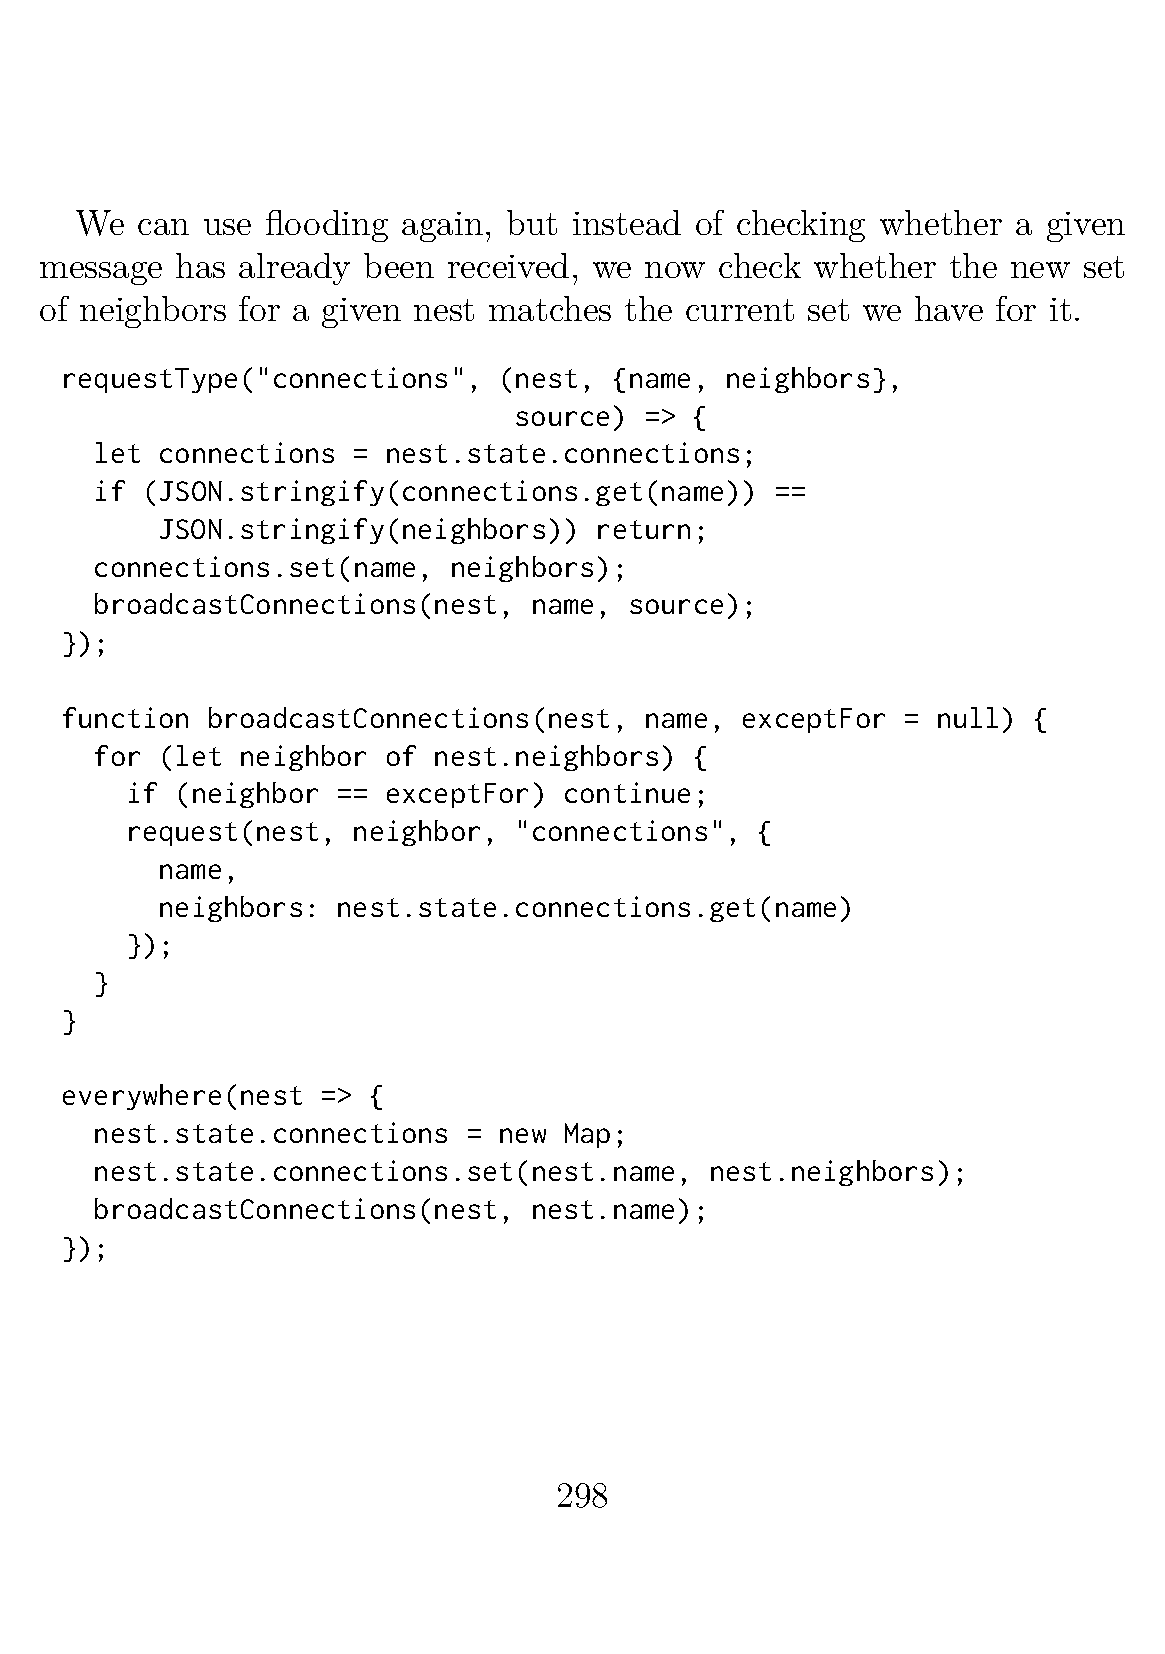 We can use flooding again, but instead of checking whether a given
message has already been received, we now check whether the new set
of neighbors for a given nest matches the current set we have for it.
requestType("connections", (nest, {name, neighbors},
                            source) => {
  let connections = nest.state.connections;
  if (JSON.stringify(connections.get(name)) ==
      JSON.stringify(neighbors)) return;
  connections.set(name, neighbors);
  broadcastConnections(nest, name, source);
});

function broadcastConnections(nest, name, exceptFor = null) {
  for (let neighbor of nest.neighbors) {
    if (neighbor == exceptFor) continue;
    request(nest, neighbor, "connections", {
      name,
      neighbors: nest.state.connections.get(name)
    });
  }
}

everywhere(nest => {
  nest.state.connections = new Map;
  nest.state.connections.set(nest.name, nest.neighbors);
  broadcastConnections(nest, nest.name);
});
298